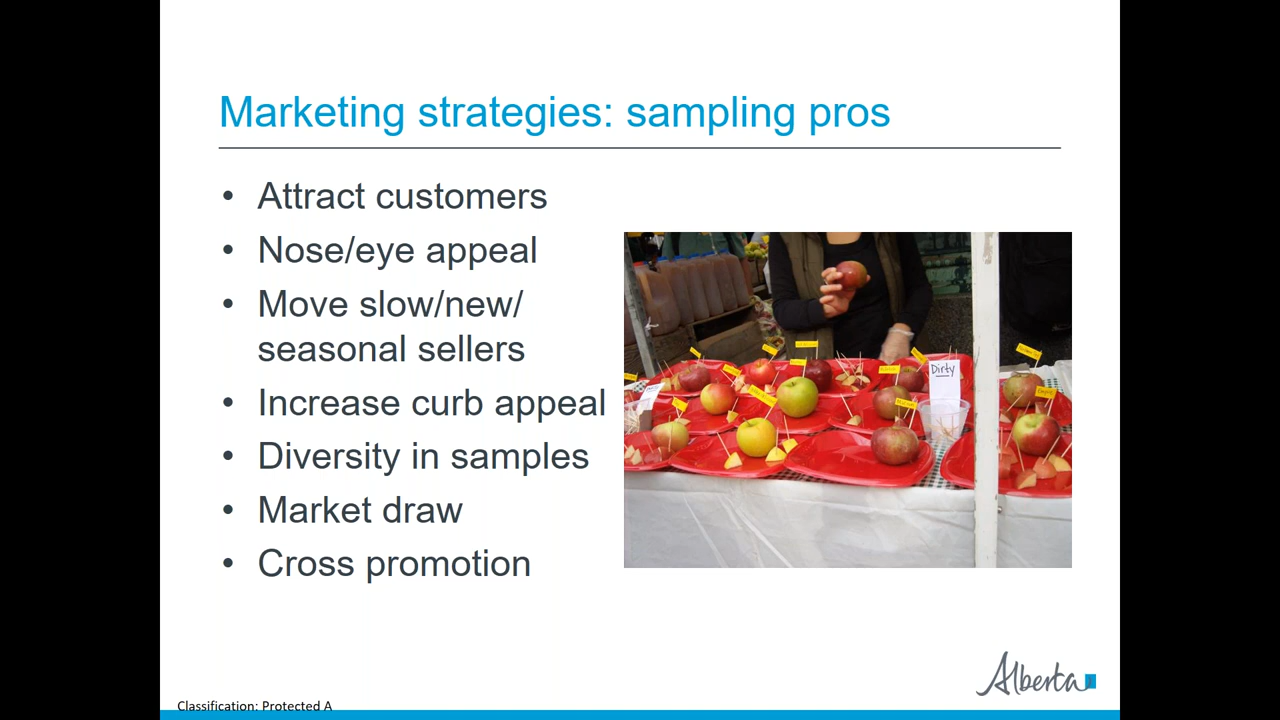 Marketing strategies: sampling pros
• Attract customers
• Nose/eye appeal
• Move slow/new/
seasonal sellers
• Increase curb appeal
• Diversity in samples
• Market draw
• Cross promotion
Dirty
Alberta
Classification: Protected A